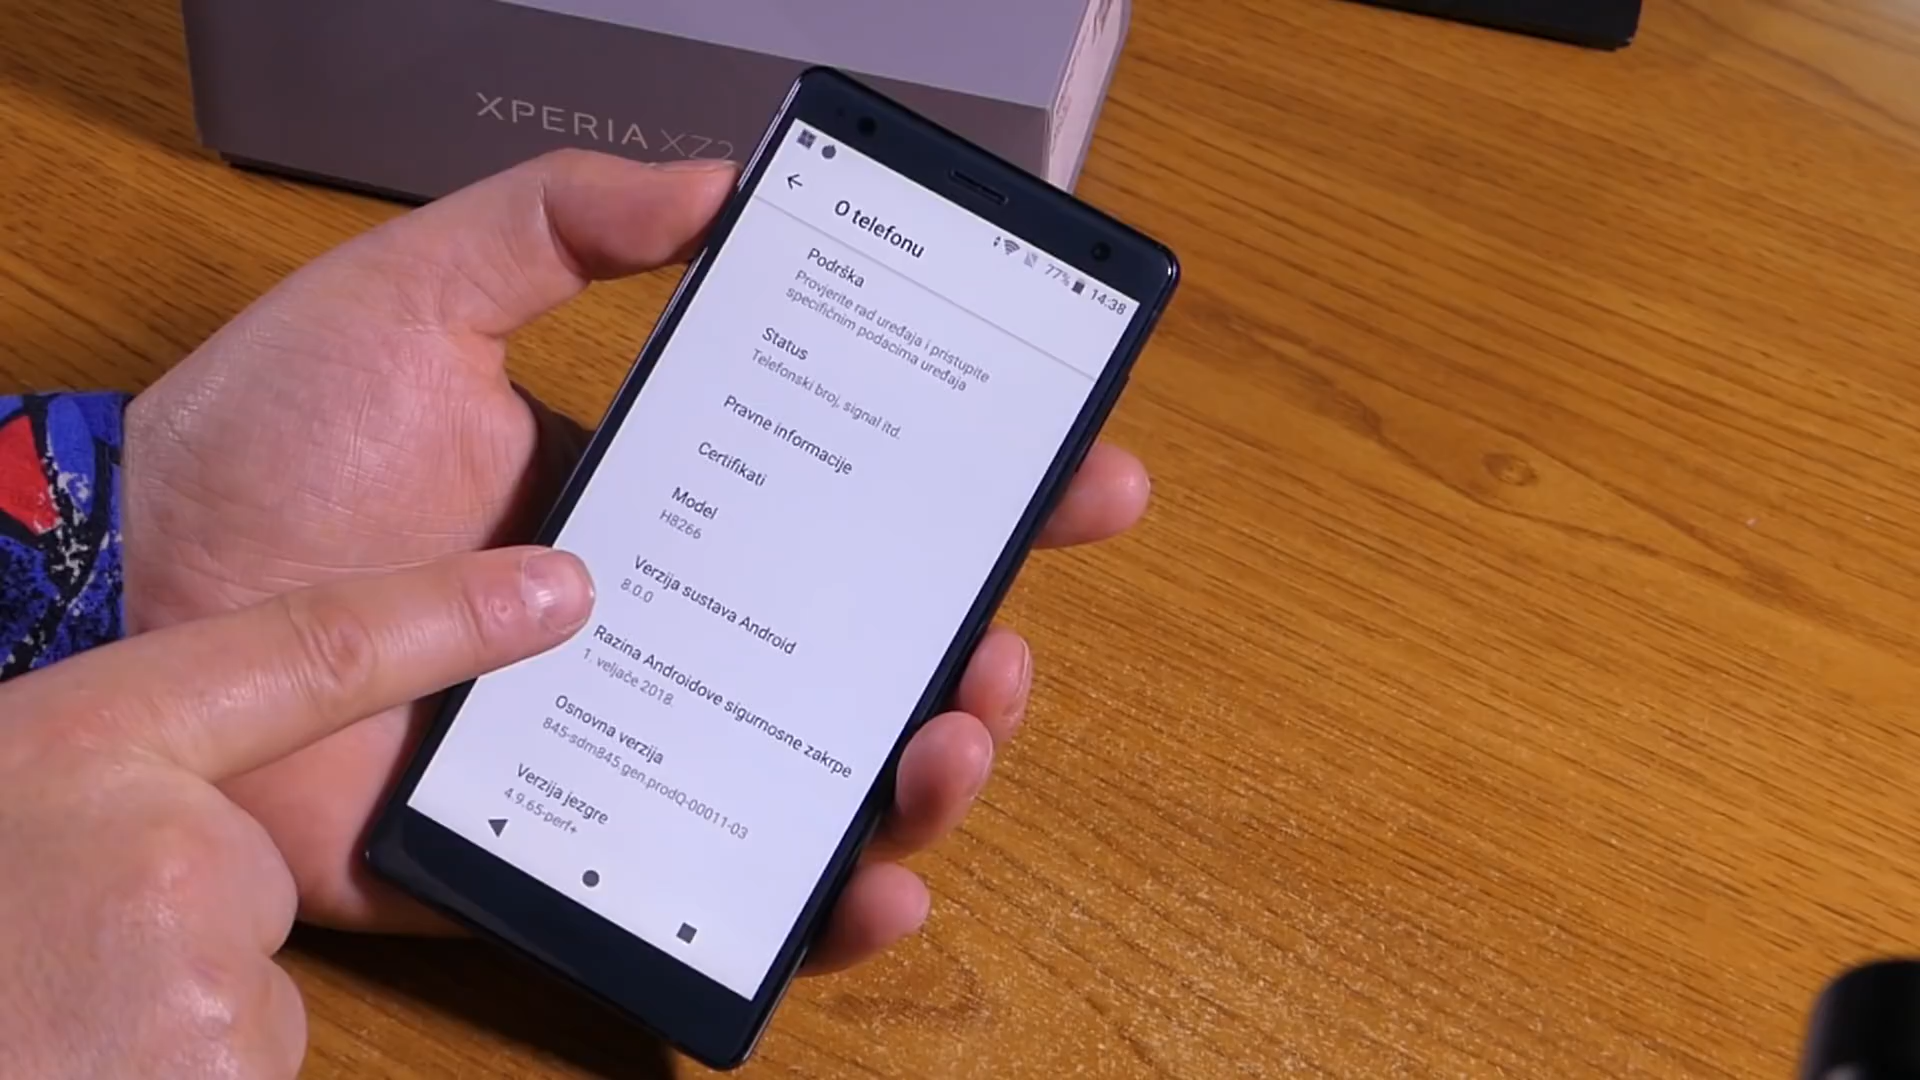 XPERIA XZ2
77% 14:38
O telefonu
Podrška
Provjerite rad uređaja i pristupite
specifičnim podacima uređaja
Status
Telefonski broj, signal itd.
Pravne informacije
Certifikati
Model
H8266
Verzija sustava Android
8.0.0
Razina Androidove sigurnosne zakrpe
1. veljače 2018.
Osnovna verzija
845-sdm845.gen.prodQ-00011-03
Verzija jezgre
4.9.65-perf+